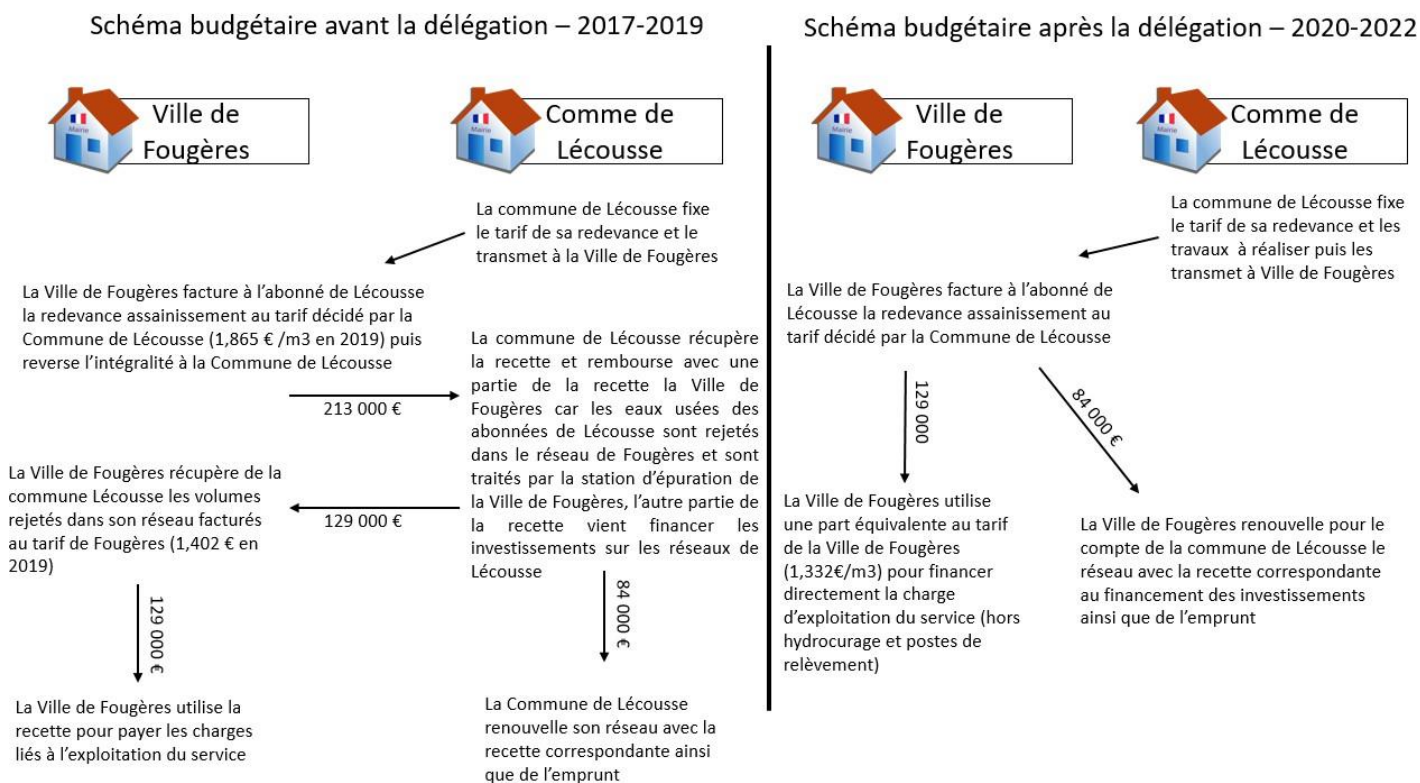 Schéma budgétaire avant la délégation – 2017-2019
Mairie
Ville de
Fougères
Mairie
Comme de
Lécousse
La commune de Lécousse fixe
le tarif de sa redevance et le
transmet à la Ville de Fougères
La Ville de Fougères facture à l’abonné de Lécousse
la redevance assainissement au tarif décidé par la
Commune de Lécousse (1,865 € /m3 en 2019) puis
reverse l’intégralité à la Commune de Lécousse
213 000 €
La commune de Lécousse récupère
la recette et rembourse avec une
partie de la recette la Ville de
Fougères car les eaux usées des
abonnées de Lécousse sont rejetés
dans le réseau de Fougères et sont
traités par la station d’épuration de
la Ville de Fougères, l’autre partie de
la recette vient financer les
investissements sur les réseaux de
Lécousse
129 000 €
La Ville de Fougères récupère de la
commune Lécousse les volumes
rejetés dans son réseau facturés
au tarif de Fougères (1,402 € en
2019)
129 000 €
84 000 €
La Ville de Fougères utilise la
recette pour payer les charges
liés à l’exploitation du service
La Commune de Lécousse
renouvelle son réseau avec la
recette correspondante ainsi
que de l’emprunt
Schéma budgétaire après la délégation – 2020-2022
Mairie
Ville de
Fougères
Mairie
Comme de
Lécousse
La commune de Lécousse fixe
le tarif de sa redevance et les
travaux à réaliser puis les
transmet à Ville de Fougères
La Ville de Fougères facture à l’abonné de
Lécousse la redevance assainissement au
tarif décidé par la Commune de Lécousse
129 000
84 000 €
La Ville de Fougères utilise
une part équivalente au tarif
de la Ville de Fougères
(1,332€/m3) pour financer
directement la charge
d’exploitation du service (hors
hydrocurage et postes de
relèvement)
La Ville de Fougères renouvelle pour le
compte de la commune de Lécousse le
réseau avec la recette correspondante
au financement des investissements
ainsi que de l’emprunt